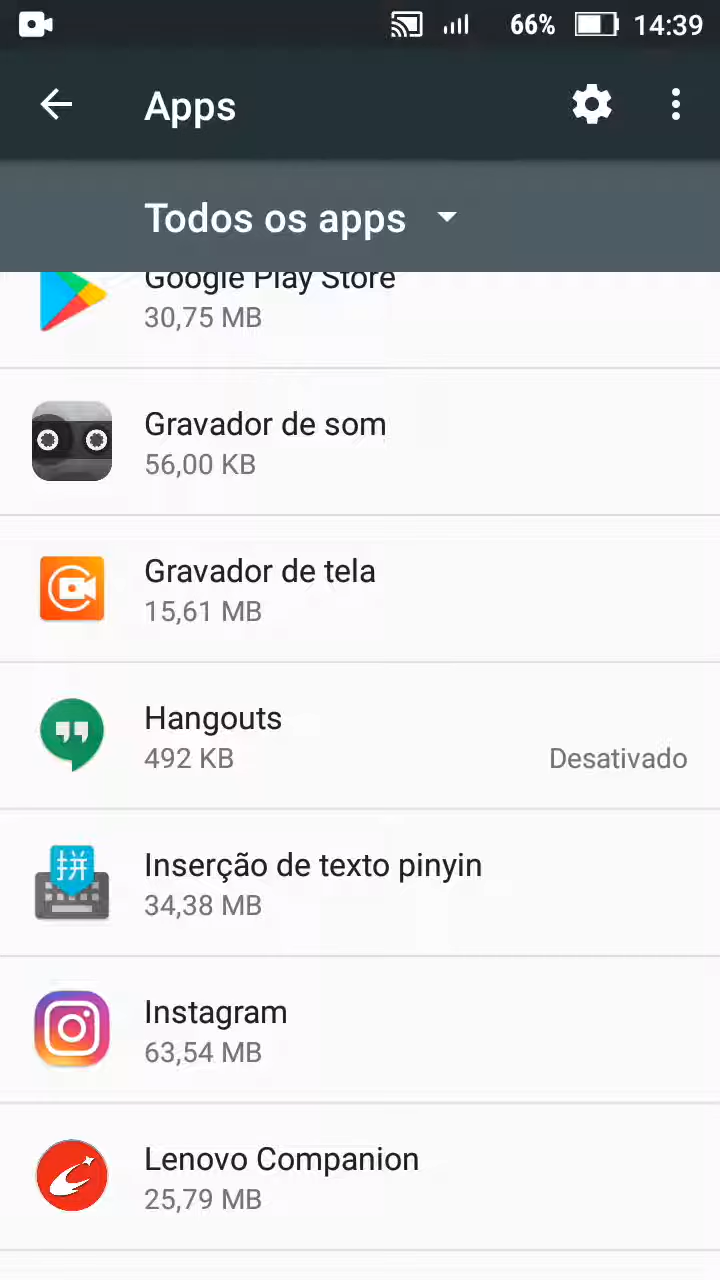 66% 14:39
Apps
Todos os apps
Google Play Store
30,75 MB
Gravador de som
56,00 KB
Gravador de tela
15,61 MB
Hangouts
492 KB Desativado
拼
Inserção de texto pinyin
34,38 MB
Instagram
63,54 MB
Lenovo Companion
25,79 MB